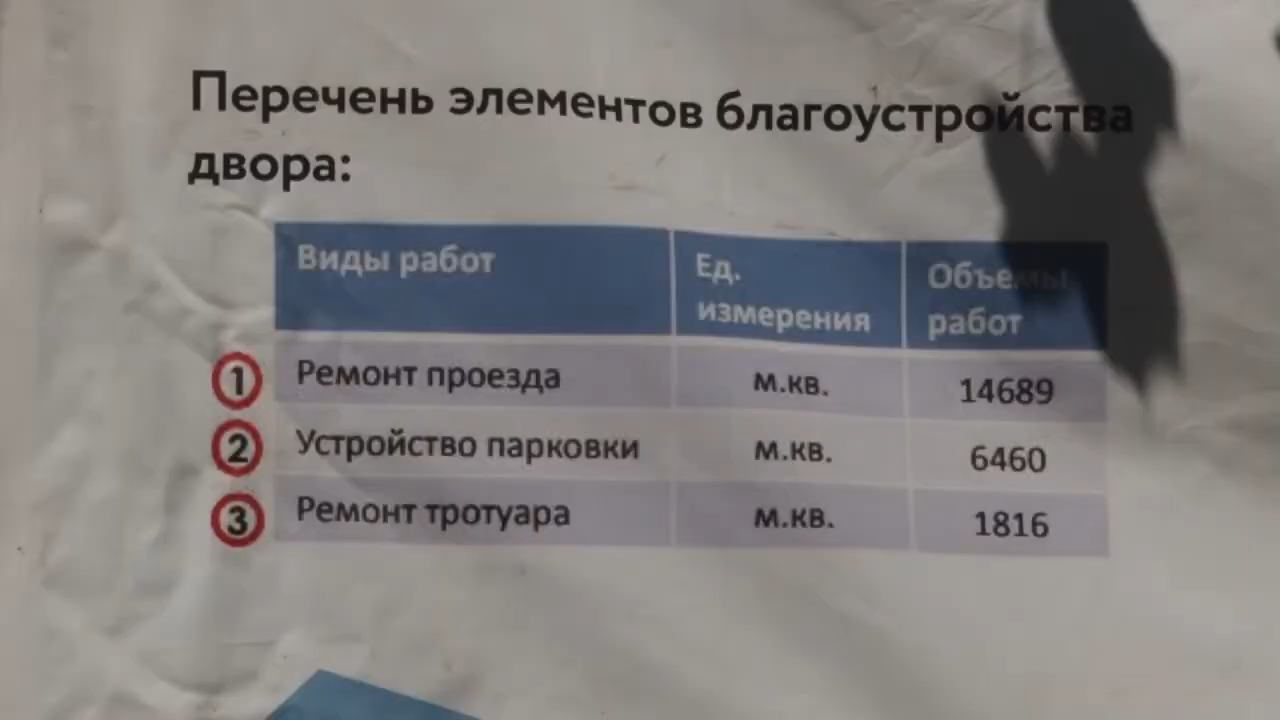 Перечень элементов благоустройства
двора:
Виды работ Ед. измерения Объемы работ
1 Ремонт проезда м.кв. 14689
2 Устройство парковки м.кв. 6460
3 Ремонт тротуара м.кв. 1816